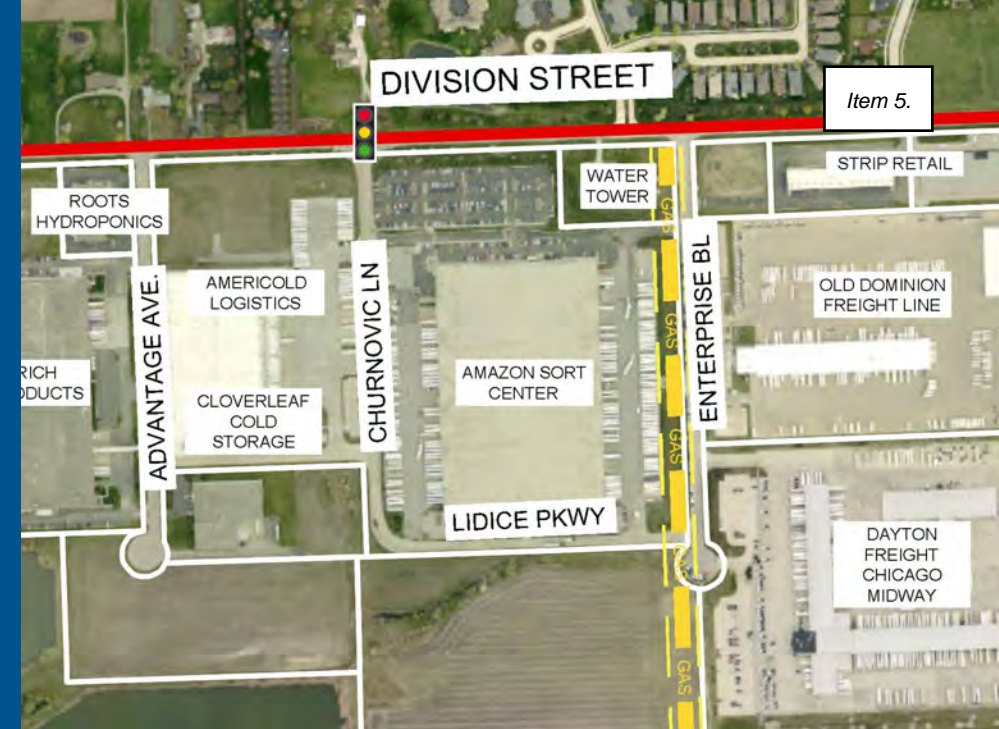 DIVISION STREET
Item 5.
STRIP RETAIL
WATER
TOWER
ROOTS
HYDROPONICS
GAS
AMERICOLD
LOGISTICS
OLD DOMINION
FREIGHT LINE
ADVANTAGE AVE.
CHURNOVIC LN
ENTERPRISE BL
GAS
RICH
ODUCTS
AMAZON SORT
CENTER
CLOVERLEAF
COLD
STORAGE
GAS
LIDICE PKWY
DAYTON
FREIGHT
CHICAGO
MIDWAY
GAS
GAS